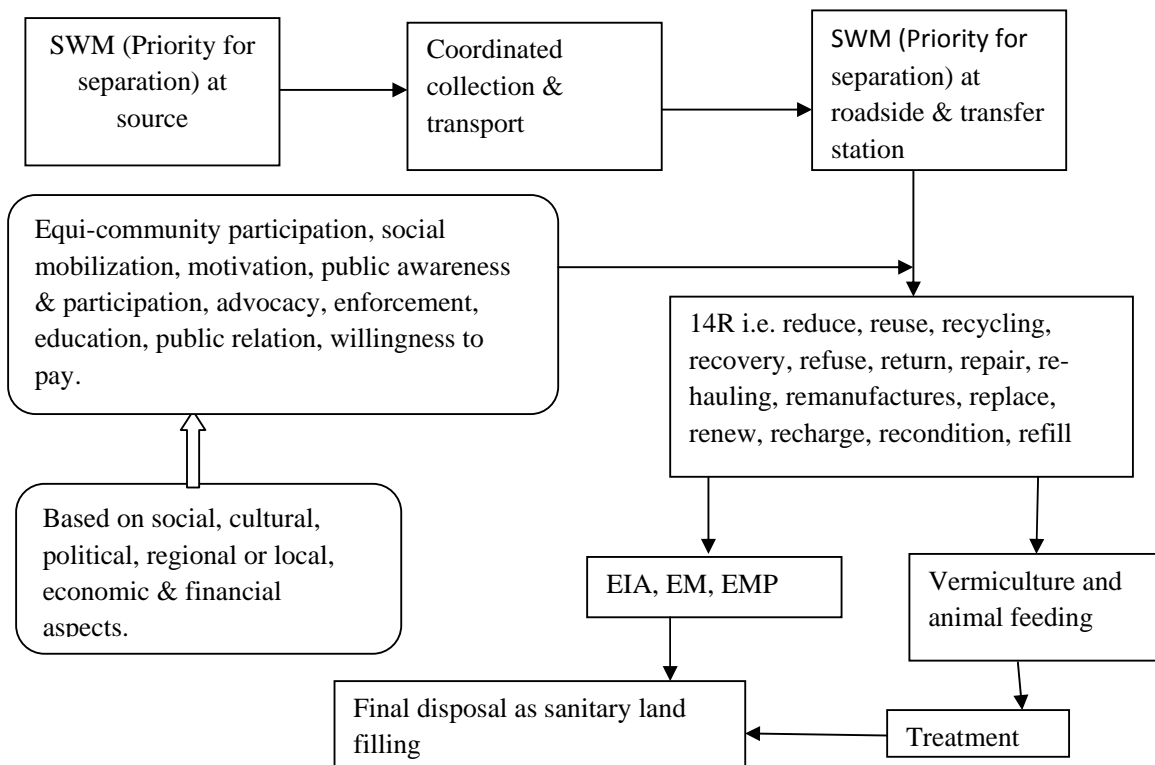 SWM (Priority for
separation) at
source
Coordinated
collection &
transport
SWM (Priority for
separation) at
roadside & transfer
station
Equi-community participation, social
mobilization, motivation, public awareness
& participation, advocacy, enforcement,
education, public relation, willingness to
pay.
14R i.e. reduce, reuse, recycling,
recovery, refuse, return, repair, re-
hauling, remanufactures, replace,
renew, recharge, recondition, refill
Based on social, cultural,
political, regional or local,
economic & financial
aspects.
EIA, EM, EMP
Vermiculture and
animal feeding
Final disposal as sanitary land
filling
Treatment